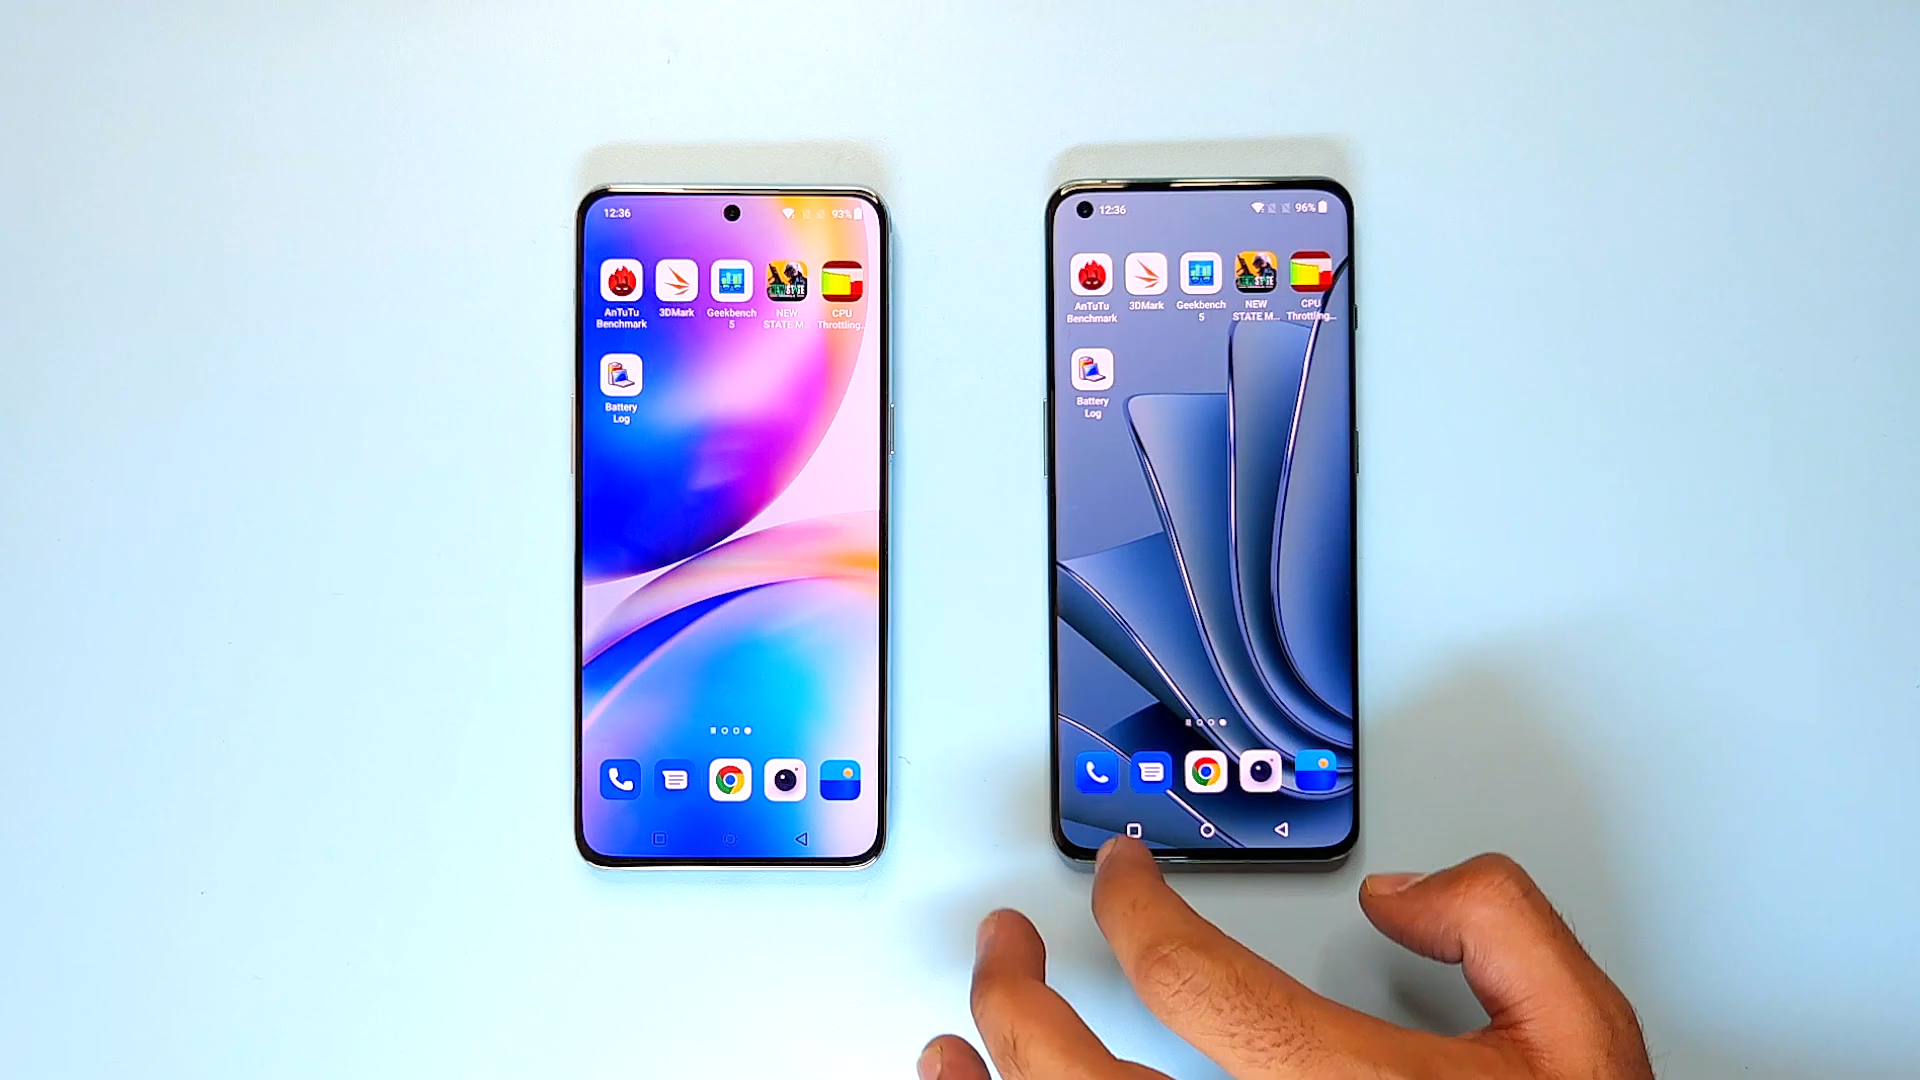 12:36
93%
AnTuTu
Benchmark
3DMark
Geekbench
5
NEW
STATE M...
CPU
Throttling...
Battery
Log
12:36
96%
AnTuTu
Benchmark
3DMark
Geekbench
5
NEW
STATE M...
CPU
Throttling...
Battery
Log